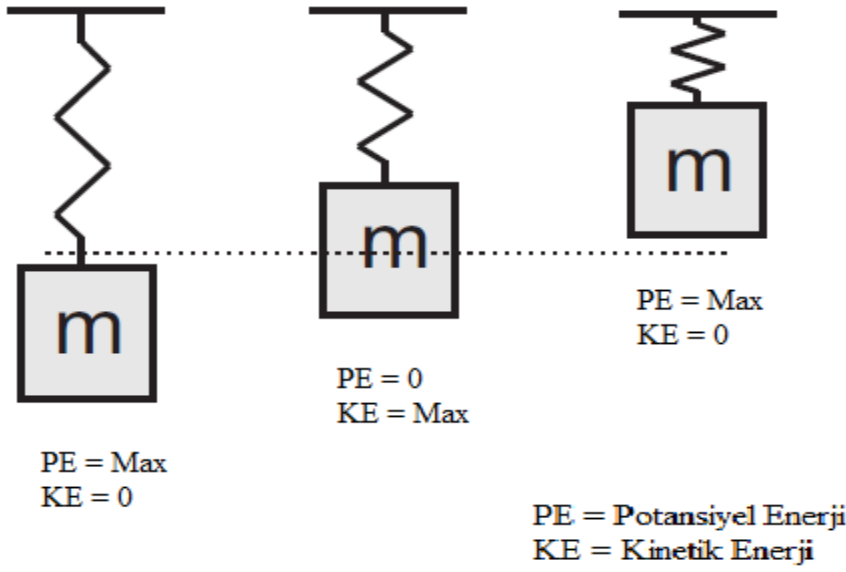 m
m
m
PE = Max
KE = 0
PE = 0
KE = Max
PE = Max
KE = 0
PE = Potansiyel Enerji
KE = Kinetik Enerji